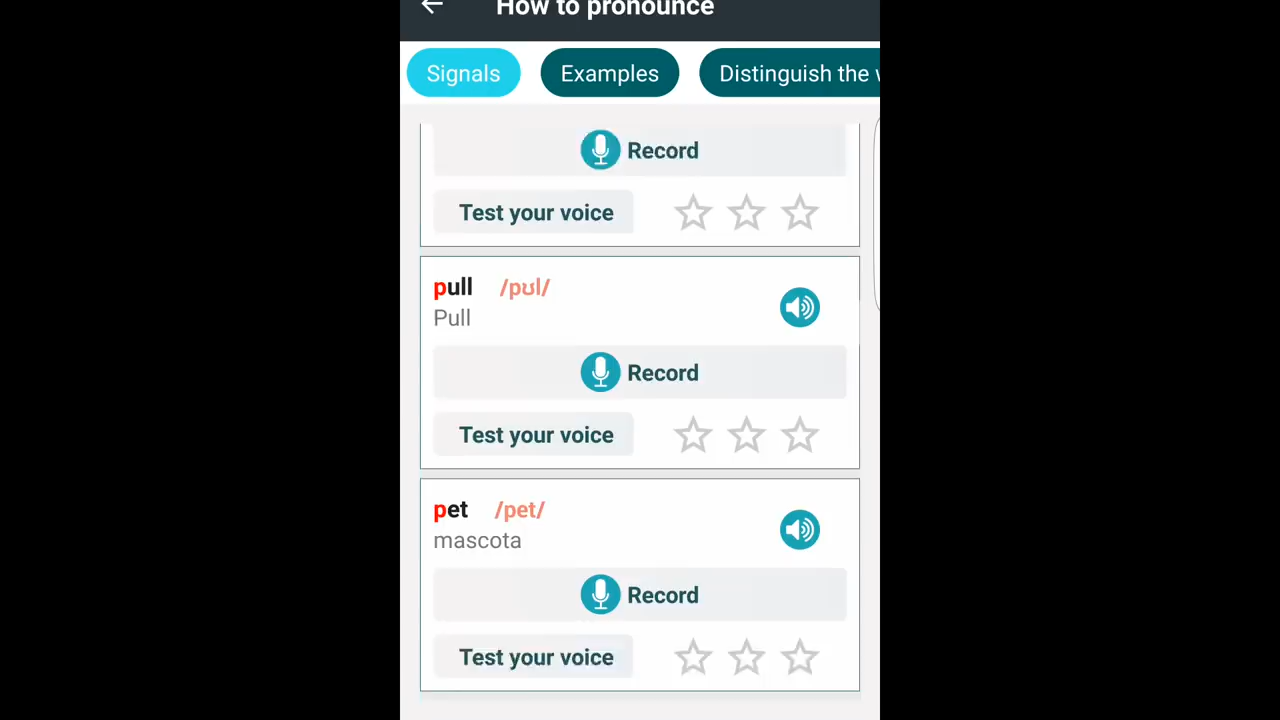 How to pronounce
Signals
Examples
Distinguish the
Record
Test your voice
pull /pʊl/
Pull
Record
Test your voice
pet /pet/
mascota
Record
Test your voice